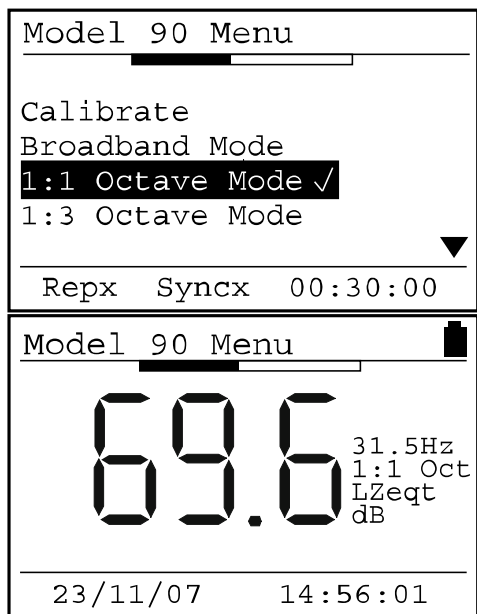 Model 90 Menu
Calibrate
Broadband Mode
1:1 Octave Mode ✓
1:3 Octave Mode
Repx Syncx 00:30:00
Model 90 Menu
69.6
31.5Hz
1:1 Oct
LZeqt
dB
23/11/07 14:56:01